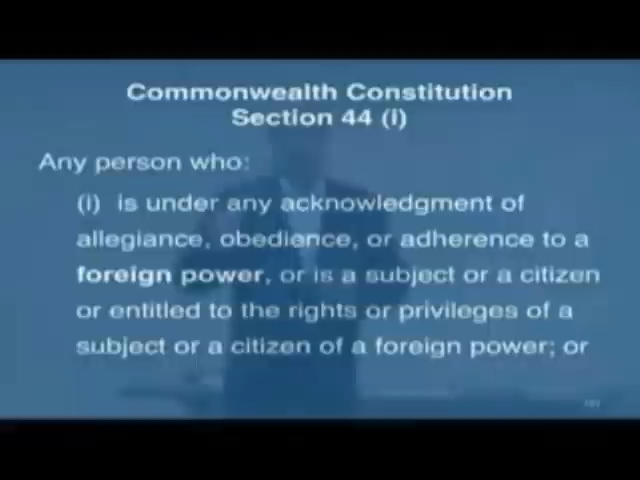 Commonwealth Constitution
Section 44 (i)
Any person who:
(i) is under any acknowledgment of
allegiance, obedience, or adherence to a
foreign power, or is a subject or a citizen
or entitled to the rights or privileges of a
subject or a citizen of a foreign power; or